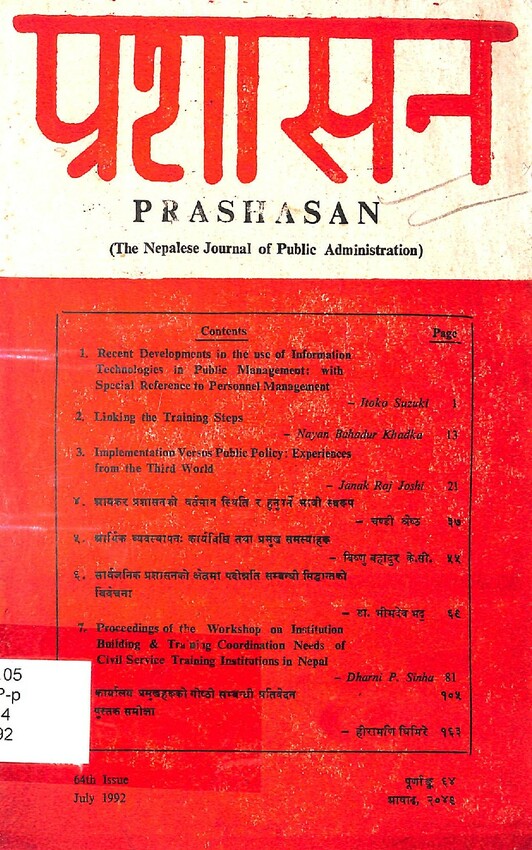 प्रशासन
PRASHASAN
(The Nepalese Journal of Public Administration)
Contents Page
1. Recent Developments in the use of Information
Technologies in Public Management: with
Special Reference to Personnel Management
– Itoko Suzuki 1
2. Linking the Training Steps
– Nayan Bahadur Khadka 13
3. Implementation Versus Public Policy: Experiences
from the Third World
– Janak Raj Joshi 21
४. आयकर प्रशासनको वर्तमान स्थिति र हुनुपर्ने भावी स्वरूप
– चण्डी श्रेष्ठ ३७
५. श्रमिक व्यवस्थापन: कार्यविधि तथा प्रमुख समस्याहरू
– विष्णु बहादुर के.सी. ५५
६. सार्वजनिक प्रशासनको क्षेत्रमा पदोन्नति सम्बन्धी सिद्धान्तको
विवेचना
– डा. भीमदेव भट्ट ६९
7. Proceedings of the Workshop on Institution
Building & Training Coordination Needs of
Civil Service Training Institutions in Nepal
– Dharni P. Sinha 81
कार्यालय प्रमुखहरूको गोष्ठी सम्बन्धी प्रतिवेदन १०५
पुस्तक समीक्षा
– हीरामणि घिमिरे १६३
.05
P-p
4
92
64th Issue पूर्णाङ्क ६४
July 1992 आषाढ, २०४९